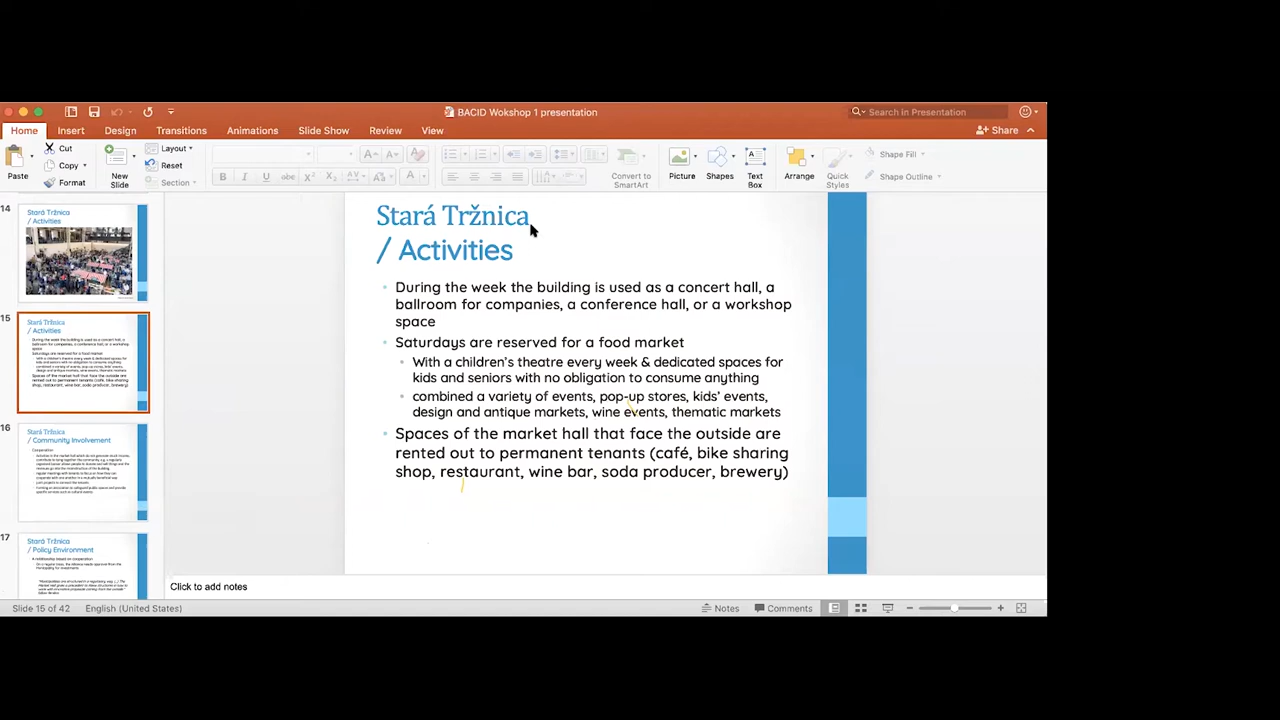 BACID Wokshop 1 presentation
Search in Presentation
Home Insert Design Transitions Animations Slide Show Review View
Share
Paste
Cut
Copy
Format
New Slide
Layout
Reset
Section
Convert to SmartArt
Picture
Shapes
Text Box
Arrange
Quick Styles
Shape Fill
Shape Outline
14
Stará Tržnica
/ Activities
15
Stará Tržnica
/ Activities
16
Stará Tržnica
/ Community Involvement
17
Stará Tržnica
/ Policy Environment
Stará Tržnica
/ Activities
During the week the building is used as a concert hall, a
ballroom for companies, a conference hall, or a workshop
space
Saturdays are reserved for a food market
With a children's theatre every week & dedicated spaces for
kids and seniors with no obligation to consume anything
combined a variety of events, pop-up stores, kids' events,
design and antique markets, wine events, thematic markets
Spaces of the market hall that face the outside are
rented out to permanent tenants (café, bike sharing
shop, restaurant, wine bar, soda producer, brewery)
Click to add notes
Slide 15 of 42 English (United States)
Notes Comments